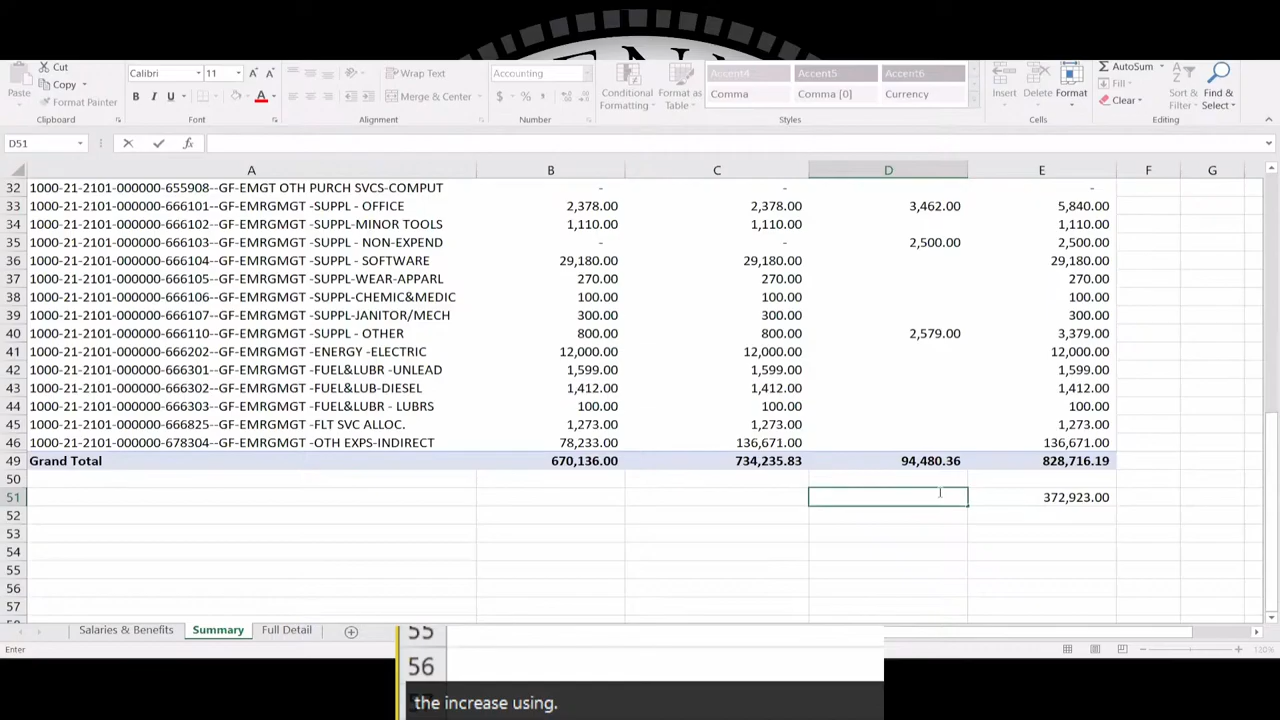 Cut
Copy
Format Painter
Paste
Clipboard
Calibri 11
B I U
Font
Wrap Text
Merge & Center
Alignment
Accounting
$ % ,
Number
Conditional Formatting
Format as Table
Accent4 Accent5 Accent6
Comma Comma [0] Currency
Styles
Insert Delete Format
Cells
AutoSum
Fill
Clear
Sort & Filter
Find & Select
Editing
D51 fx
A B C D E F G
32 1000-21-2101-000000-655908--GF-EMGT OTH PURCH SVCS-COMPUT - - -
33 1000-21-2101-000000-666101--GF-EMRGMGT -SUPPL - OFFICE 2,378.00 2,378.00 3,462.00 5,840.00
34 1000-21-2101-000000-666102--GF-EMRGMGT -SUPPL-MINOR TOOLS 1,110.00 1,110.00 1,110.00
35 1000-21-2101-000000-666103--GF-EMRGMGT -SUPPL - NON-EXPEND - - 2,500.00 2,500.00
36 1000-21-2101-000000-666104--GF-EMRGMGT -SUPPL - SOFTWARE 29,180.00 29,180.00 29,180.00
37 1000-21-2101-000000-666105--GF-EMRGMGT -SUPPL-WEAR-APPARL 270.00 270.00 270.00
38 1000-21-2101-000000-666106--GF-EMRGMGT -SUPPL-CHEMIC&MEDIC 100.00 100.00 100.00
39 1000-21-2101-000000-666107--GF-EMRGMGT -SUPPL-JANITOR/MECH 300.00 300.00 300.00
40 1000-21-2101-000000-666110--GF-EMRGMGT -SUPPL - OTHER 800.00 800.00 2,579.00 3,379.00
41 1000-21-2101-000000-666202--GF-EMRGMGT -ENERGY -ELECTRIC 12,000.00 12,000.00 12,000.00
42 1000-21-2101-000000-666301--GF-EMRGMGT -FUEL&LUBR -UNLEAD 1,599.00 1,599.00 1,599.00
43 1000-21-2101-000000-666302--GF-EMRGMGT -FUEL&LUB-DIESEL 1,412.00 1,412.00 1,412.00
44 1000-21-2101-000000-666303--GF-EMRGMGT -FUEL&LUBR - LUBRS 100.00 100.00 100.00
45 1000-21-2101-000000-666825--GF-EMRGMGT -FLT SVC ALLOC. 1,273.00 1,273.00 1,273.00
46 1000-21-2101-000000-678304--GF-EMRGMGT -OTH EXPS-INDIRECT 78,233.00 136,671.00 136,671.00
49 Grand Total 670,136.00 734,235.83 94,480.36 828,716.19
50
51 372,923.00
52
53
54
55
56
57
Salaries & Benefits Summary Full Detail
Enter 120%
55
56
the increase using.